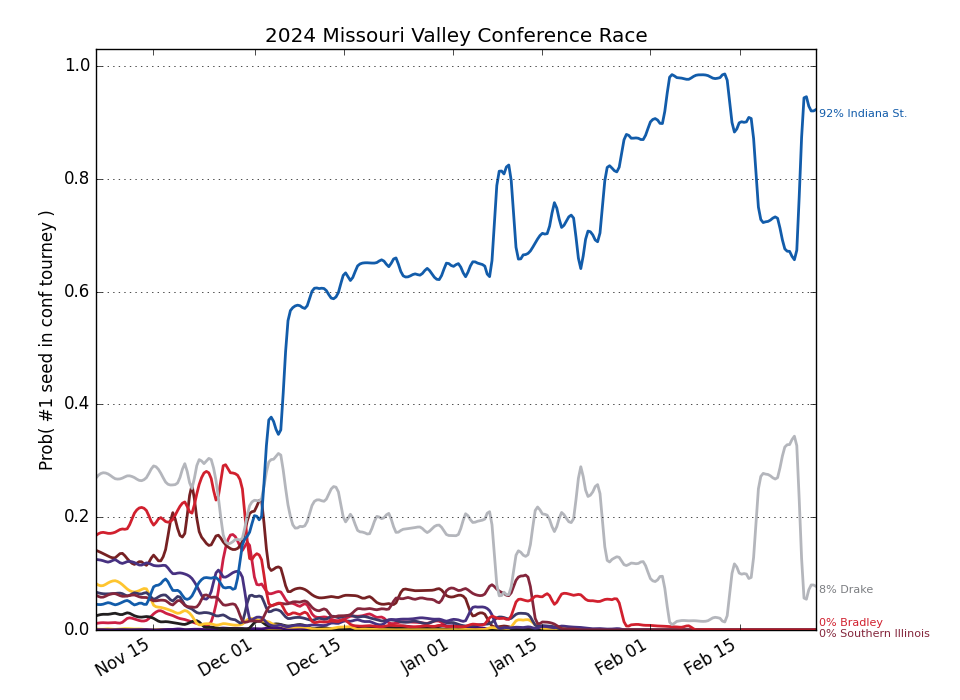 2024 Missouri Valley Conference Race
Prob( #1 seed in conf tourney )
1.0
0.8
0.6
0.4
0.2
0.0
Nov 15
Dec 01
Dec 15
Jan 01
Jan 15
Feb 01
Feb 15
92% Indiana St.
8% Drake
0% Bradley
0% Southern Illinois